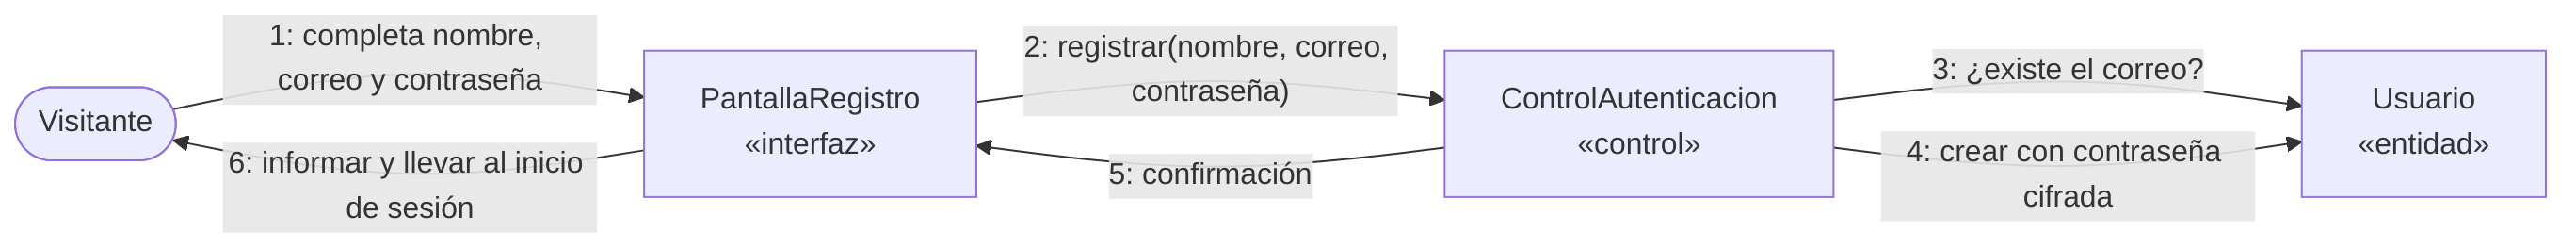 Visitante
1: completa nombre,
correo y contraseña
6: informar y llevar al inicio
de sesión
PantallaRegistro
«interfaz»
2: registrar(nombre, correo,
contraseña)
5: confirmación
ControlAutenticacion
«control»
3: ¿existe el correo?
4: crear con contraseña
cifrada
Usuario
«entidad»